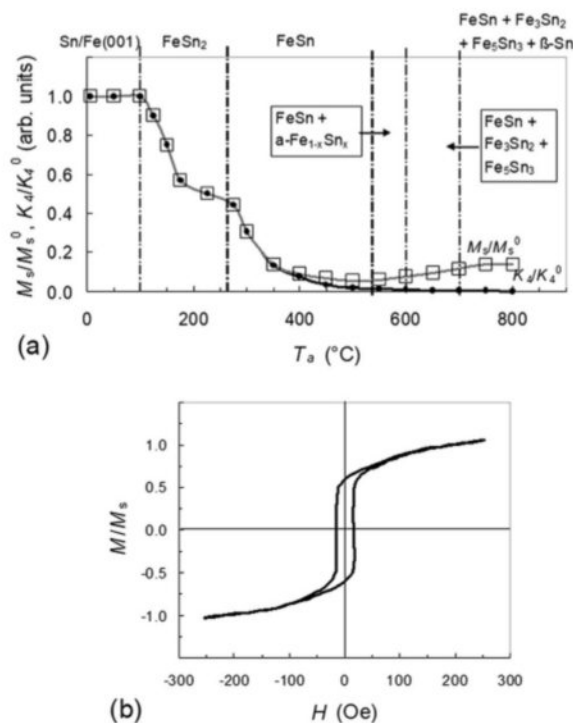 FeSn + Fe₃Sn₂
Sn/Fe(001) FeSn₂ FeSn + Fe₅Sn₃ + ß-Sn
Mₛ/Mₛ⁰, K₄/K₄⁰ (arb. units)
1.0
0.8
0.6
0.4
0.2
0.0
FeSn +
a-Fe₁₋ₓSnₓ
FeSn +
Fe₃Sn₂ +
Fe₅Sn₃
Mₛ/Mₛ⁰
K₄/K₄⁰
0 200 400 600 800
(a)
Tₐ (°C)
M/Mₛ
1.0
0.5
0.0
-0.5
-1.0
-300 -200 -100 0 100 200 300
(b)
H (Oe)